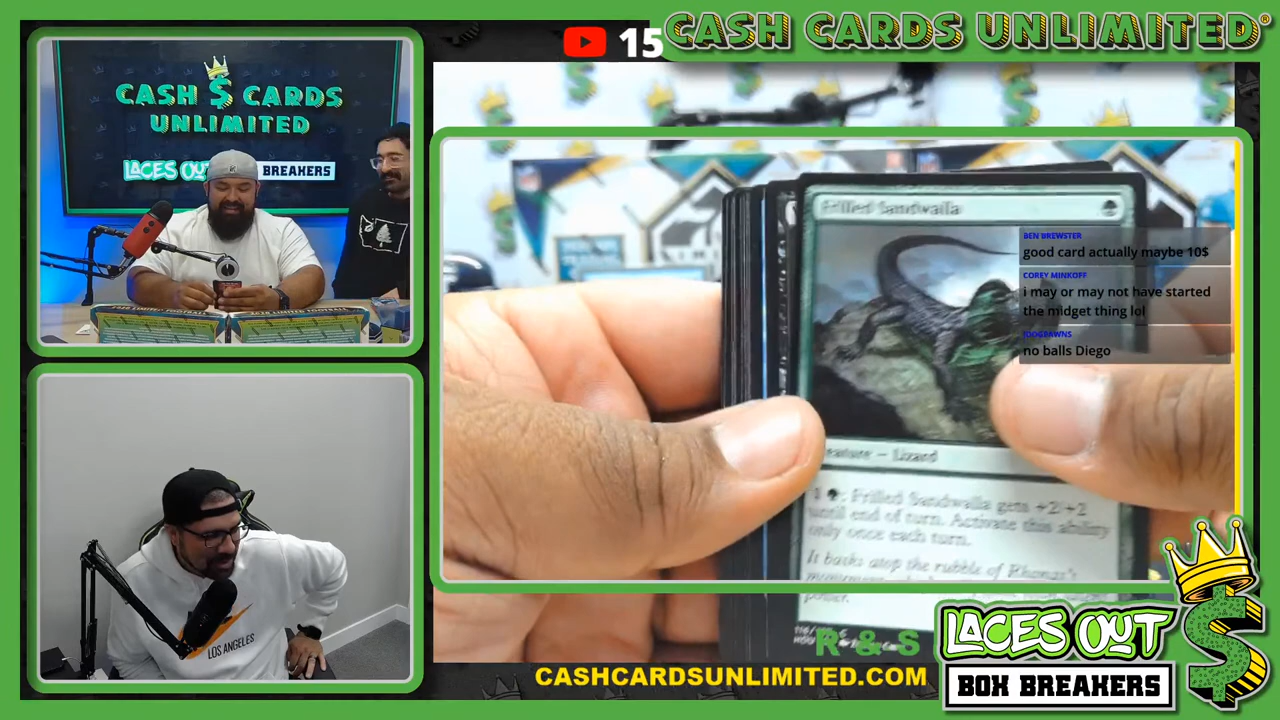 CASH CARDS UNLIMITED®
15
CASH $ CARDS
UNLIMITED
LACES OUT BREAKERS
Frilled Sandwalla
BEN BREWSTER
good card actually maybe 10$
COREY MINKOFF
i may or may not have started
the midget thing lol
no balls Diego
Creature — Lizard
1 : Frilled Sandwalla gets +2/+2
until end of turn. Activate this ability
only once each turn.
It basks atop the rubble of Rhonas's
LOS ANGELES
R & S
CASHCARDSUNLIMITED.COM
LACES OUT
BOX BREAKERS